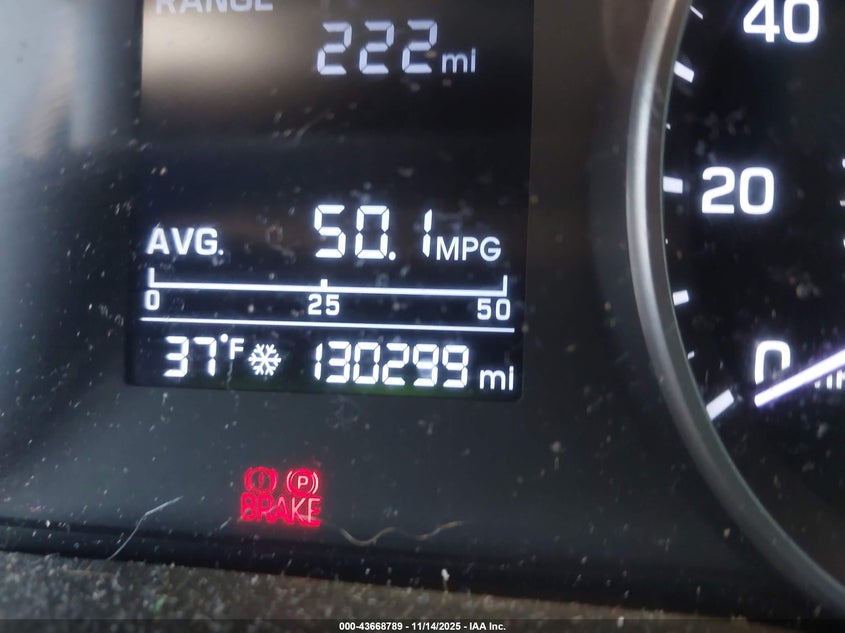 RANGE
222 mi
AVG. 50.1 MPG
0 25 50
37°F 130299 mi
(!) (P)
BRAKE
40
20
0
000-43668789 - 11/14/2025 - IAA Inc.